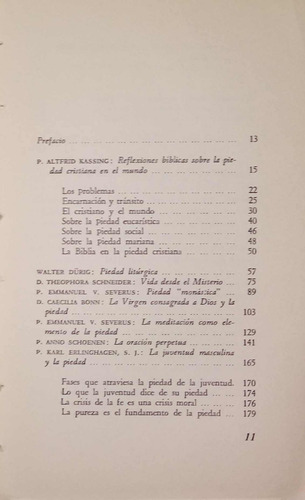 Prefacio ... ... ... ... ... ... ... ... ... ... ... 13
P. ALTFRID KASSING: Reflexiones bíblicas sobre la pie-
dad cristiana en el mundo ... ... ... ... ... ... ... 15
Los problemas ... ... ... ... ... ... ... ... ... 22
Encarnación y tránsito ... ... ... ... ... ... ... 25
El cristiano y el mundo ... ... ... ... ... ... ... 30
Sobre la piedad eucarística ... ... ... ... ... ... 40
Sobre la piedad social ... ... ... ... ... ... ... 46
Sobre la piedad mariana ... ... ... ... ... ... ... 48
La Biblia en la piedad cristiana ... ... ... ... ... 50
WALTER DÜRIG: Piedad litúrgica ... ... ... ... ... ... 57
D. THEOPHORA SCHNEIDER: Vida desde el Misterio ... ... 75
P. EMMANUEL V. SEVERUS: Piedad "monástica" ... ... ... 89
D. CAECILIA BONN: La Virgen consagrada a Dios y la
piedad ... ... ... ... ... ... ... ... ... ... ... 103
P. EMMANUEL V. SEVERUS: La meditación como ele-
mento de la piedad ... ... ... ... ... ... ... ... 129
P. ANNO SCHOENEN: La oración perpetua ... ... ... ... 141
P. KARL ERLINGHAGEN, S. J.: La juventud masculina
y la piedad ... ... ... ... ... ... ... ... ... ... 165
Fases que atraviesa la piedad de la juventud. 170
Lo que la juventud dice de su piedad ... ... 174
La crisis de la fe es una crisis moral ... ... ... 176
La pureza es el fundamento de la piedad ... 179
11